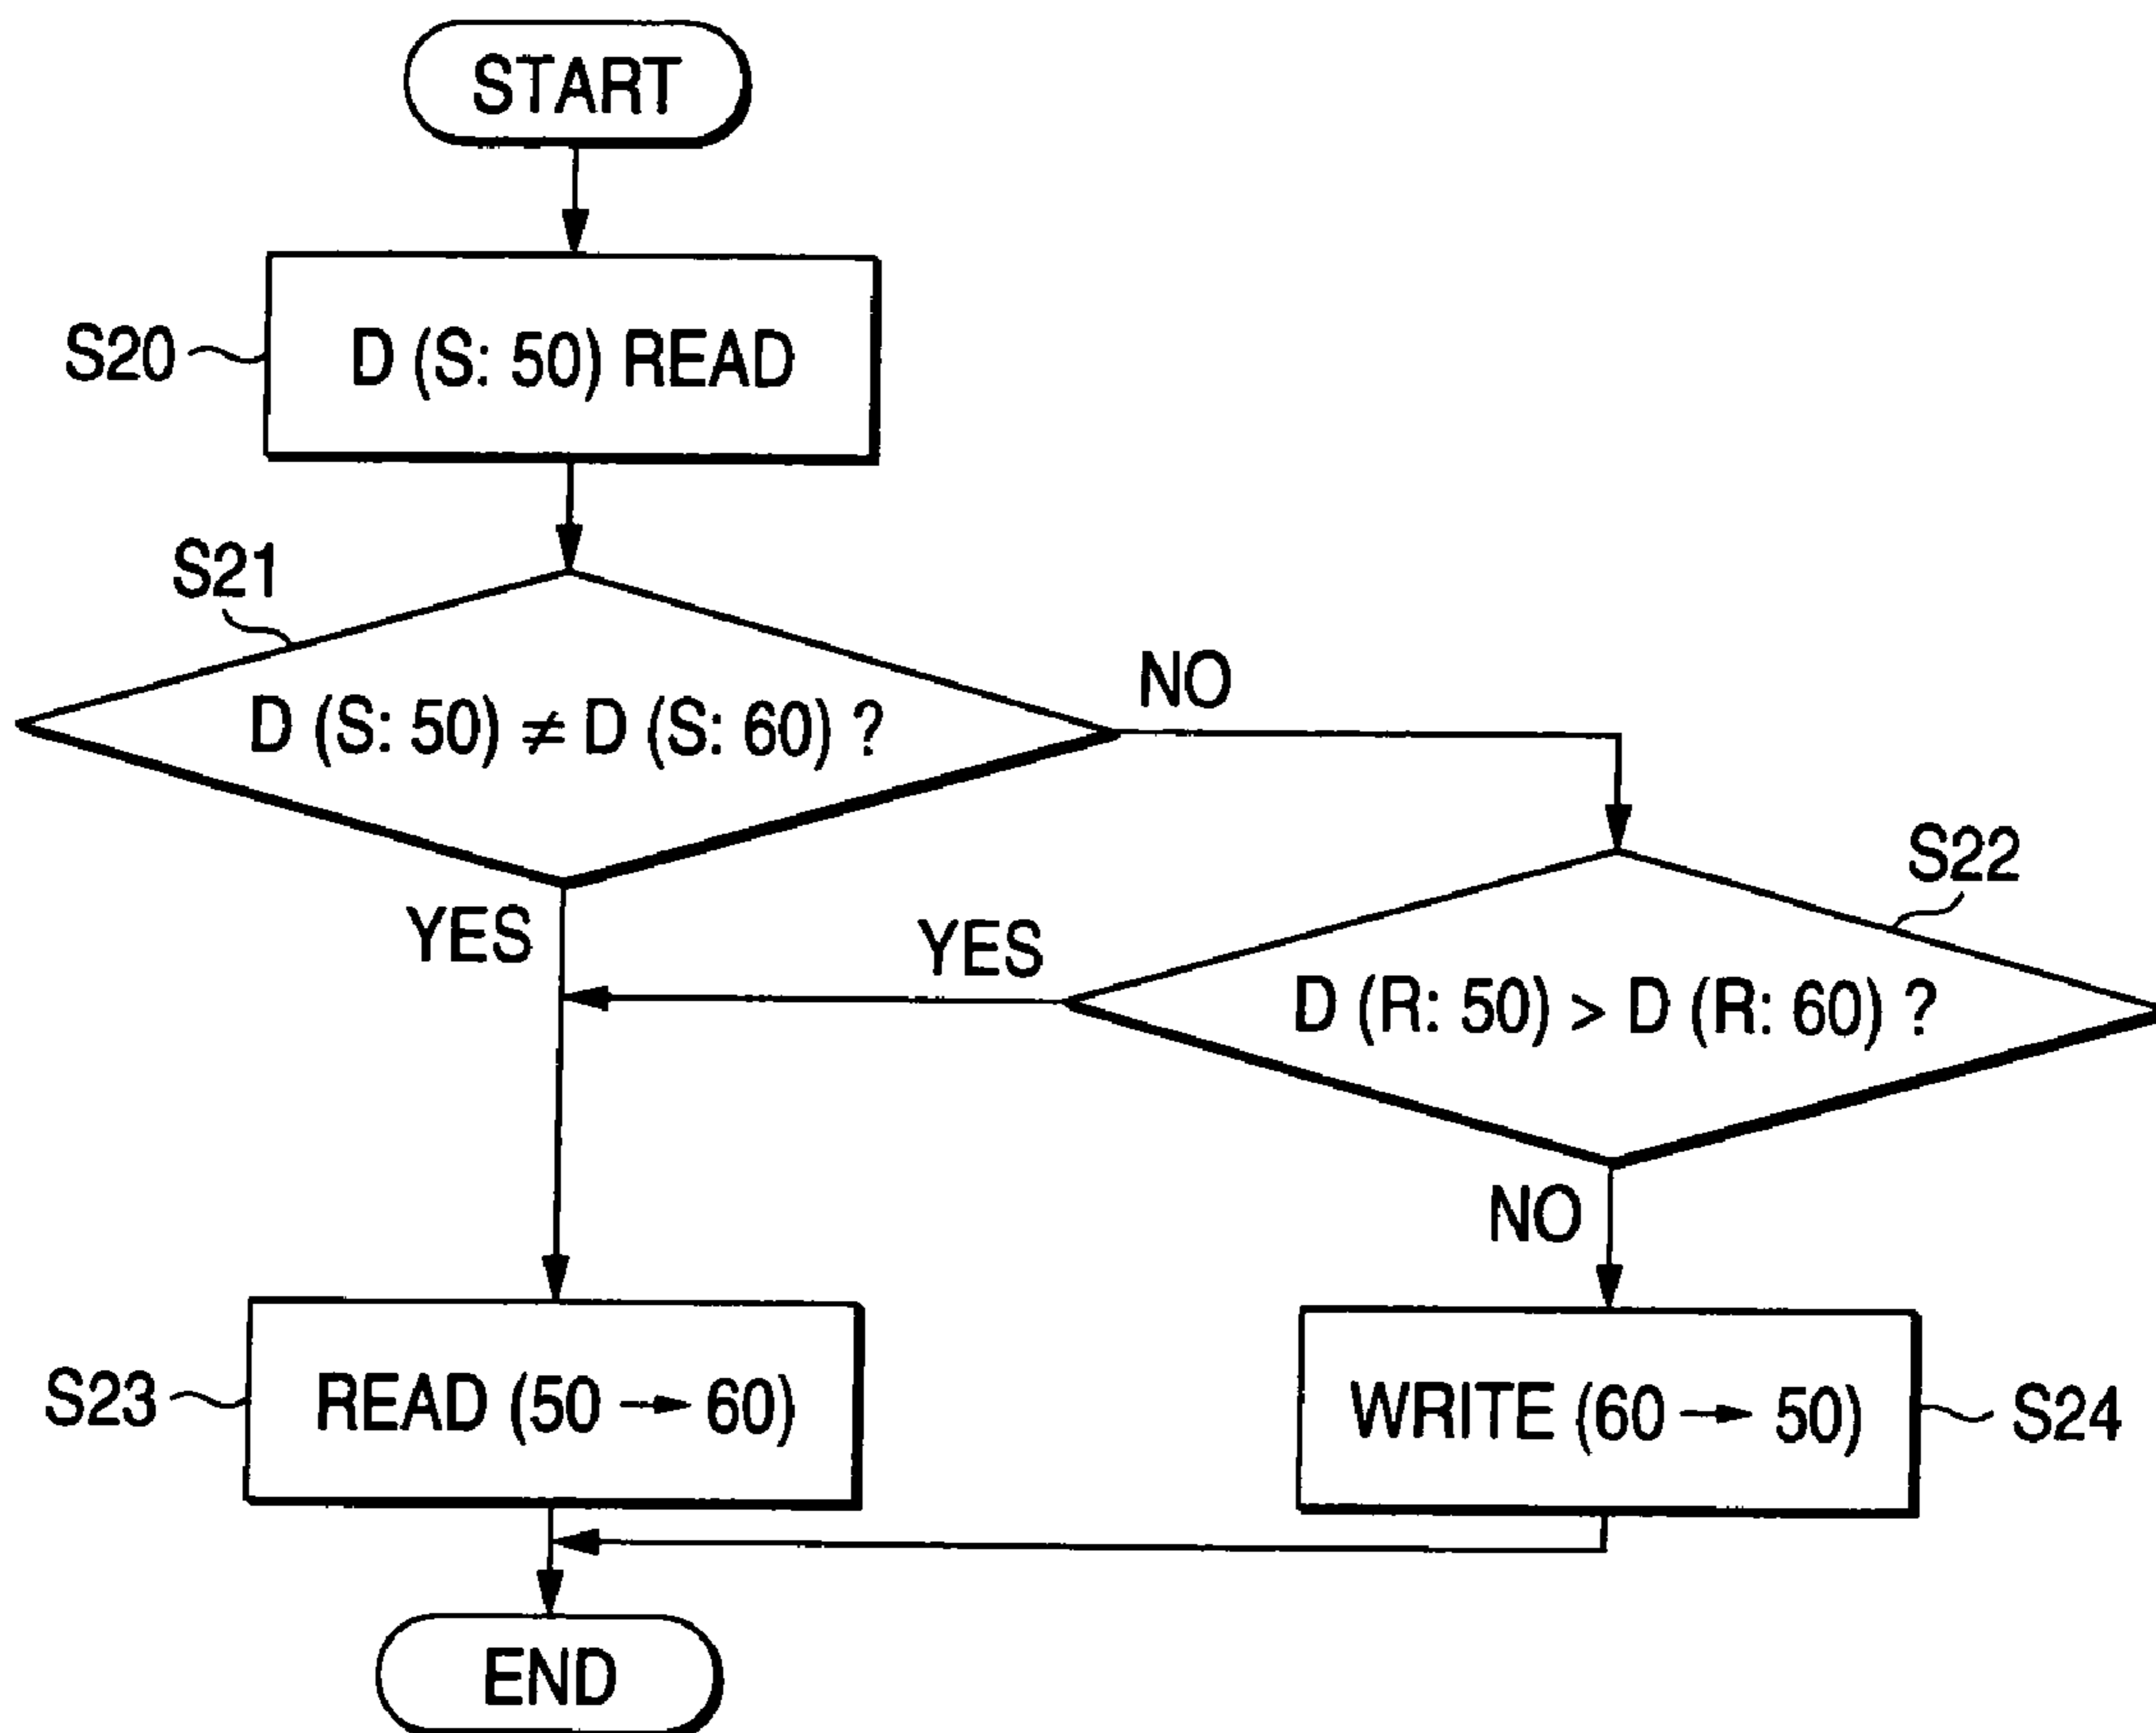 START
S20
D (S: 50) READ
S21
D (S: 50) ≠ D (S: 60) ?
NO
S22
YES
YES
D (R: 50) > D (R: 60) ?
NO
S23
READ (50 → 60)
WRITE (60 → 50)
S24
END